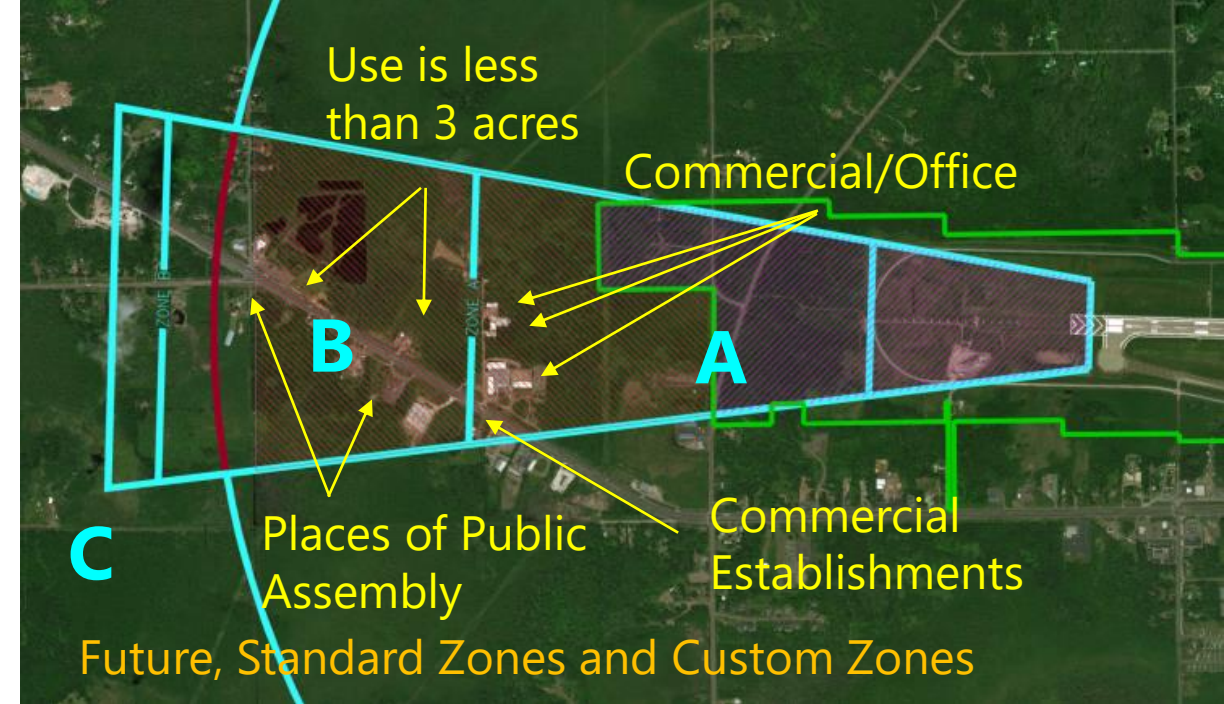 Use is less
than 3 acres
Commercial/Office
ZONE B
ZONE A
B
A
C
Places of Public
Assembly
Commercial
Establishments
Future, Standard Zones and Custom Zones